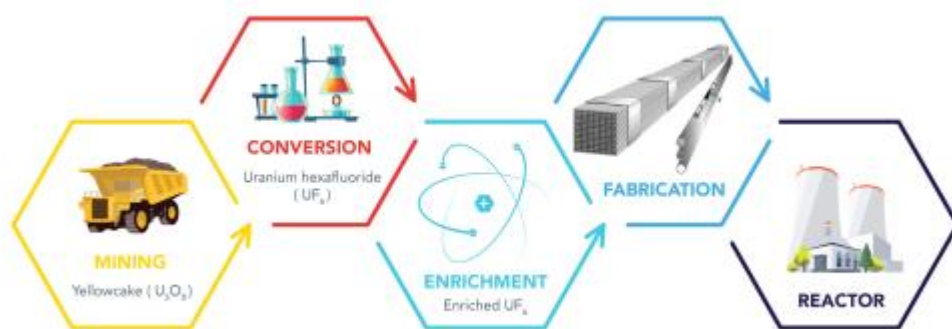 MINING
Yellowcake ( U₃O₈ )
CONVERSION
Uranium hexafluoride
( UF₆ )
ENRICHMENT
Enriched UF₆
FABRICATION
REACTOR